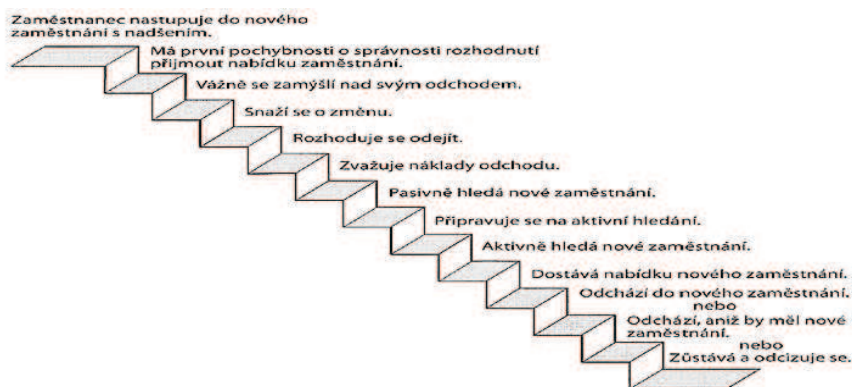 Zaměstnanec nastupuje do nového
zaměstnání s nadšením.
Má první pochybnosti o správnosti rozhodnutí
přijmout nabídku zaměstnání.
Vážně se zamýšlí nad svým odchodem.
Snaží se o změnu.
Rozhoduje se odejít.
Zvažuje náklady odchodu.
Pasivně hledá nové zaměstnání.
Připravuje se na aktivní hledání.
Aktivně hledá nové zaměstnání.
Dostává nabídku nového zaměstnání.
Odchází do nového zaměstnání.
nebo
Odchází, aniž by měl nové
zaměstnání.
nebo
Zůstává a odcizuje se.